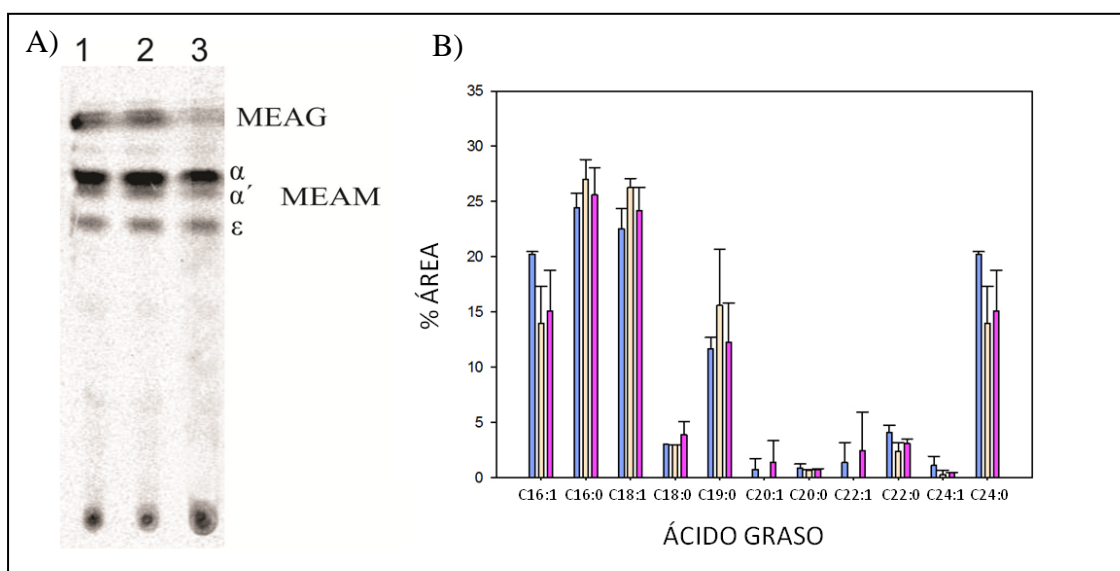 A)
1 2 3
MEAG
α
α´ MEAM
ε
B)
35
30
25
20
15
10
5
0
% ÁREA
C16:1 C16:0 C18:1 C18:0 C19:0 C20:1 C20:0 C22:1 C22:0 C24:1 C24:0
ÁCIDO GRASO